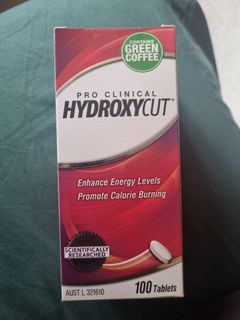 CONTAINS
GREEN
COFFEE
PRO CLINICAL
HYDROXYCUT®
Enhance Energy Levels
Promote Calorie Burning
SCIENTIFICALLY
RESEARCHED
AUST L 321610
100 Tablets